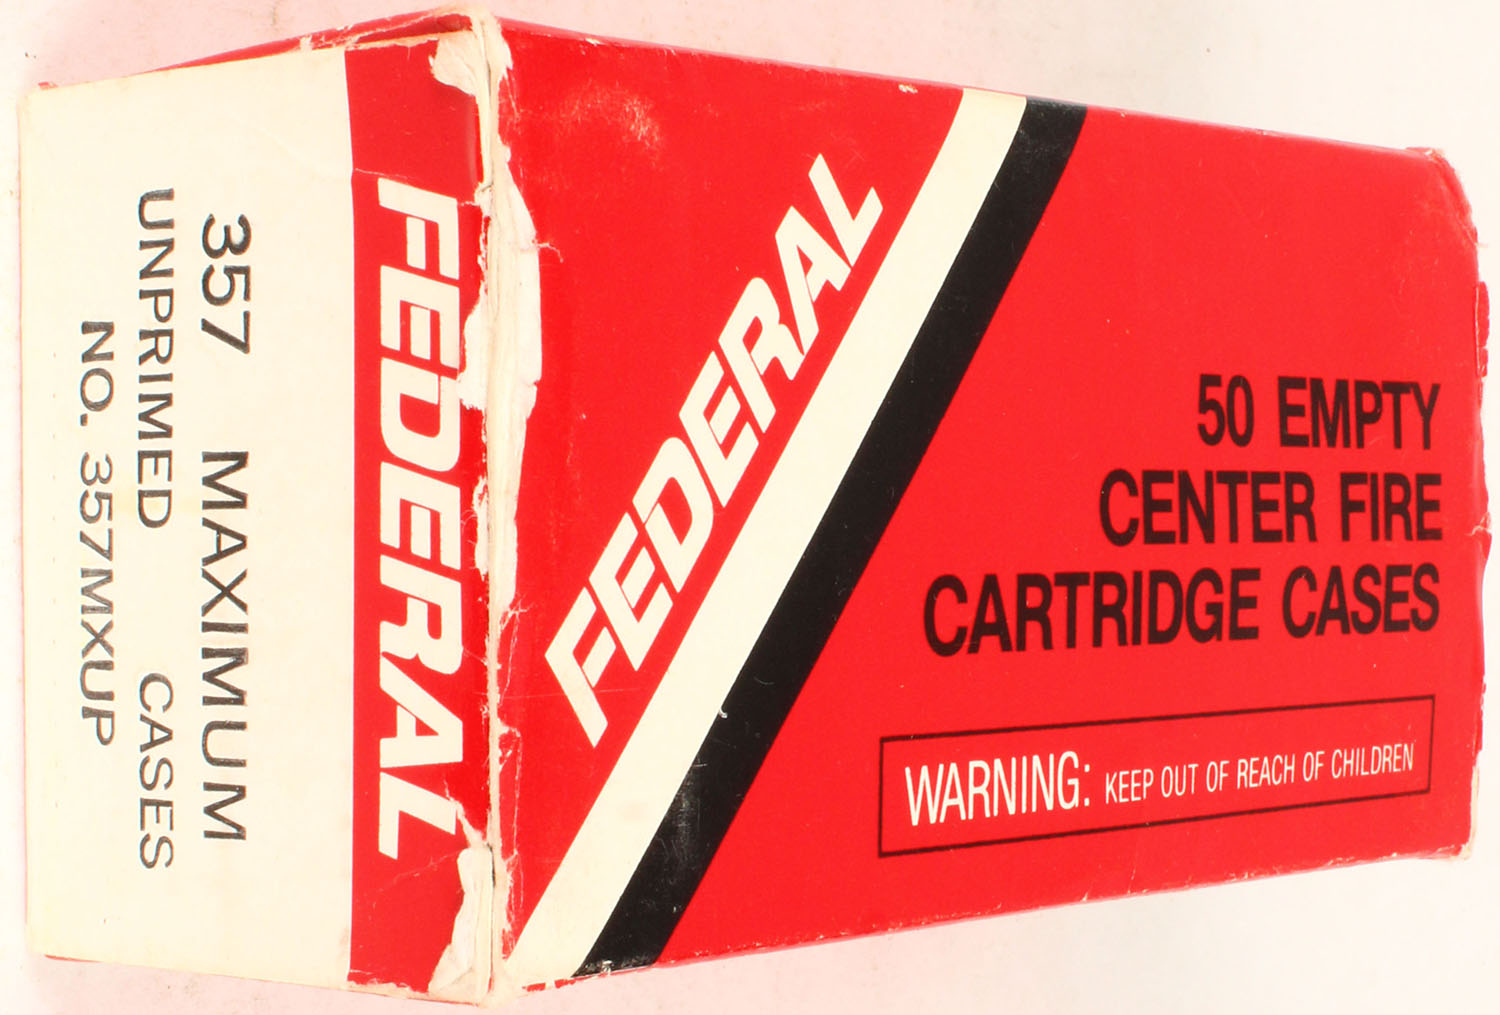 FEDERAL
357 MAXIMUM
UNPRIMED CASES
NO. 357MXUP
FEDERAL
50 EMPTY
CENTER FIRE
CARTRIDGE CASES
WARNING: KEEP OUT OF REACH OF CHILDREN